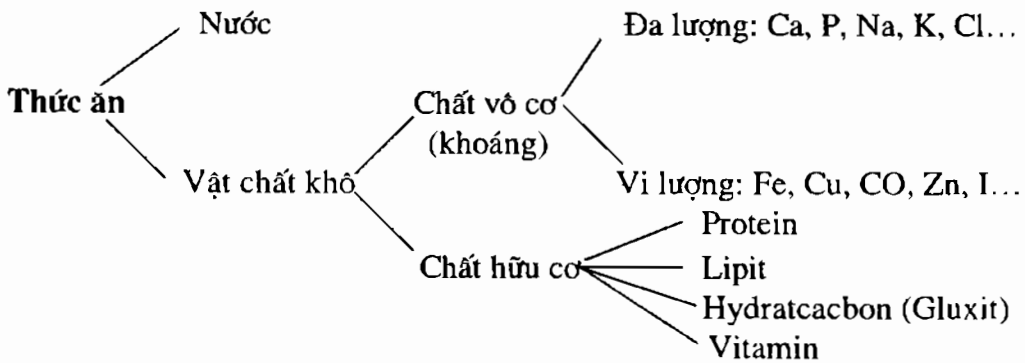 Nước
Đa lượng: Ca, P, Na, K, Cl...
Thức ăn
Chất vô cơ
(khoáng)
Vật chất khô
Vi lượng: Fe, Cu, CO, Zn, I...
Protein
Chất hữu cơ
Lipit
Hydratcacbon (Gluxit)
Vitamin